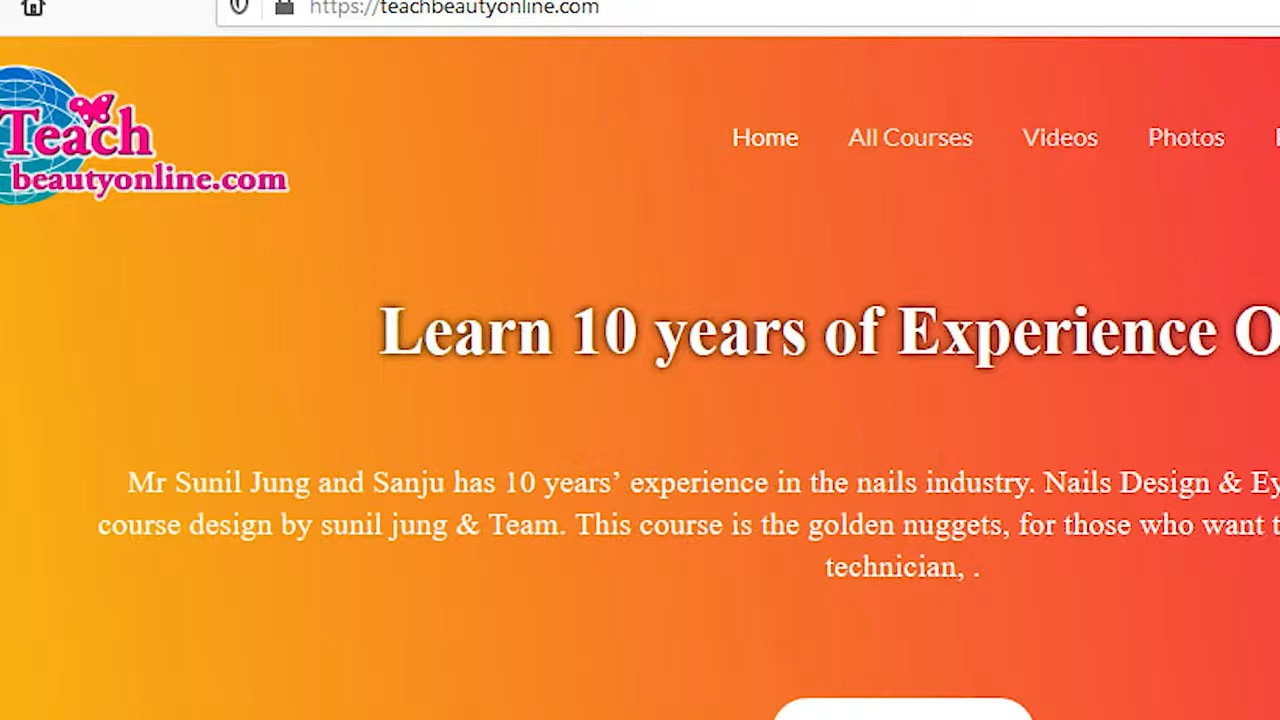 https://teachbeautyonline.com
Teach
beautyonline.com
Home All Courses Videos Photos
Learn 10 years of Experience
Mr Sunil Jung and Sanju has 10 years’ experience in the nails industry. Nails Design &
course design by sunil jung & Team. This course is the golden nuggets, for those who want
technician, .